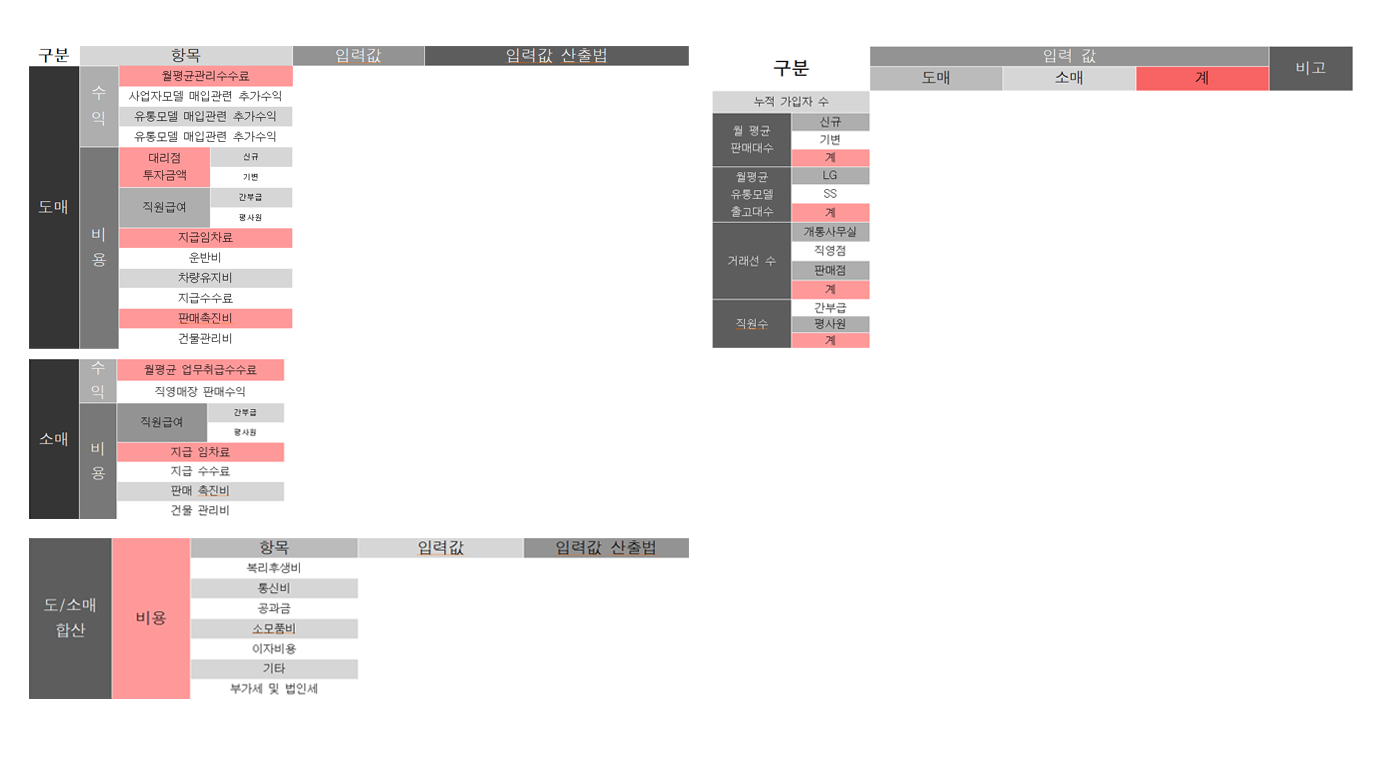 구분 항목 입력값 입력값 산출법
도매
수
익
월평균관리수수료
사업자모델 매입관련 추가수익
유통모델 매입관련 추가수익
유통모델 매입관련 추가수익
비
용
대리점
투자금액
신규
기변
직원급여
간부급
평사원
지급임차료
운반비
차량유지비
지급수수료
판매촉진비
건물관리비
소매
수
익
월평균 업무취급수수료
직영매장 판매수익
비
용
직원급여
간부급
평사원
지급 임차료
지급 수수료
판매 촉진비
건물 관리비
도/소매
합산
비용
항목 입력값 입력값 산출법
복리후생비
통신비
공과금
소모품비
이자비용
기타
부가세 및 법인세
구분
입력 값
비고
도매 소매 계
누적 가입자 수
월 평균
판매대수
신규
기변
계
월평균
유통모델
출고대수
LG
SS
계
거래선 수
개통사무실
직영점
판매점
계
직원수
간부급
평사원
계